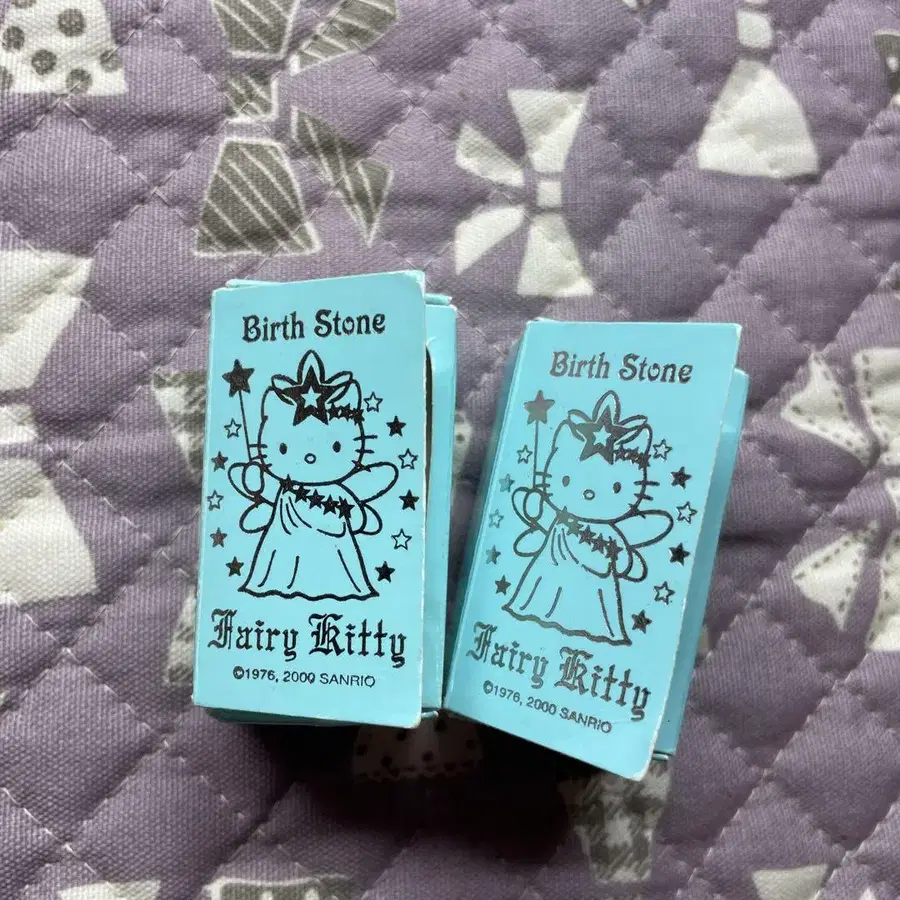 Birth Stone
Fairy Kitty
©1976, 2000 SANRIO
Birth Stone
Fairy Kitty
©1976, 2000 SANRIO